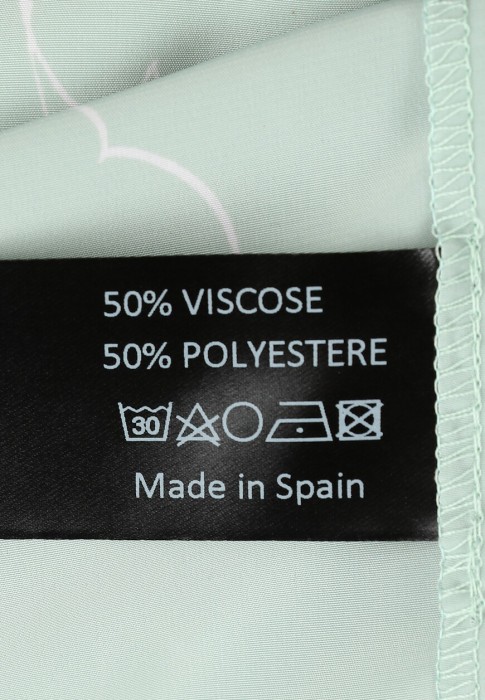 50% VISCOSE
50% POLYESTERE
30
Made in Spain